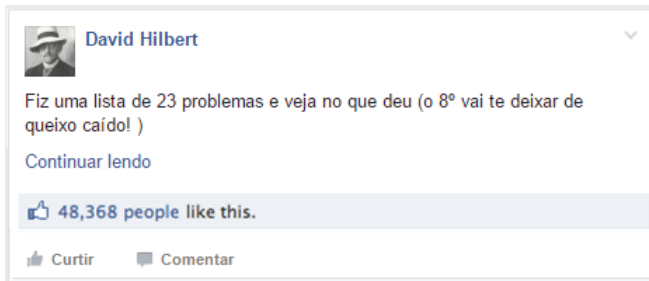 David Hilbert
Fiz uma lista de 23 problemas e veja no que deu (o 8º vai te deixar de
queixo caído! )
Continuar lendo
48,368 people like this.
Curtir Comentar